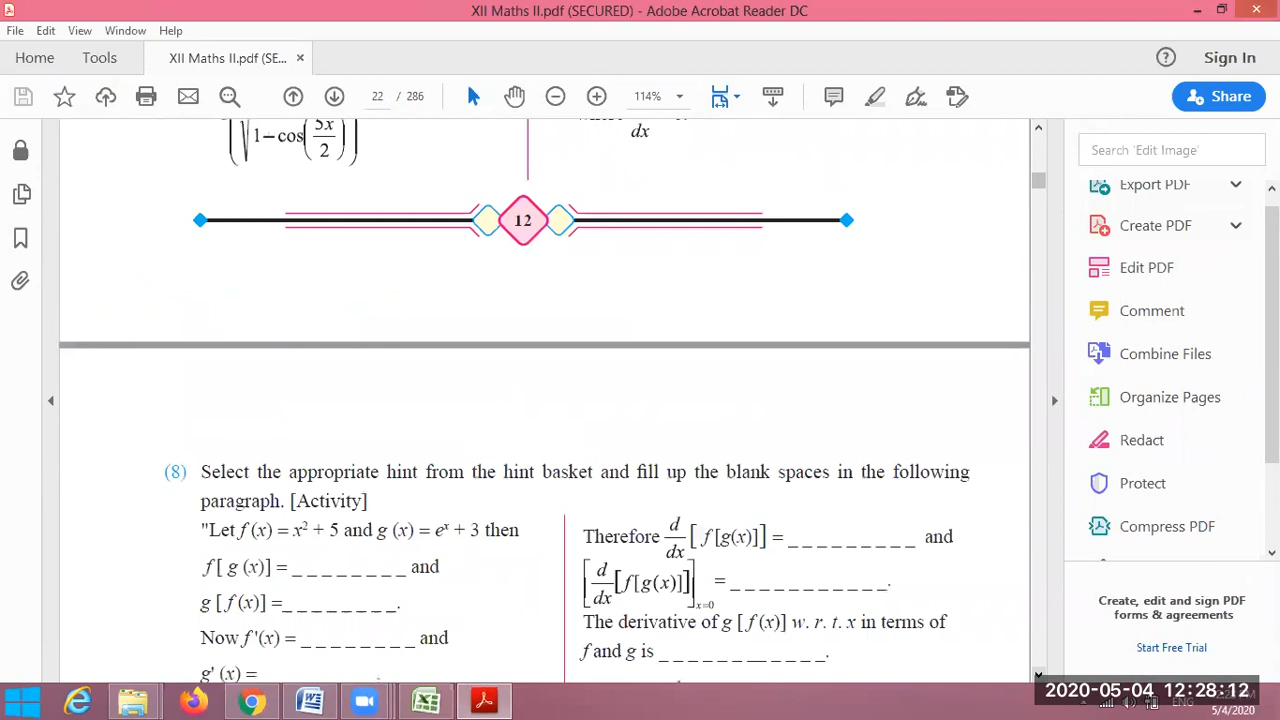 XII Maths II.pdf (SECURED) - Adobe Acrobat Reader DC
File Edit View Window Help
Home Tools XII Maths II.pdf (SE... × Sign In
22 / 286 114% Share
1 – cos(5x/2)
dx
12
(8) Select the appropriate hint from the hint basket and fill up the blank spaces in the following
paragraph. [Activity]
"Let f (x) = x² + 5 and g (x) = eˣ + 3 then
f [ g (x)] = _ _ _ _ _ _ _ _ and
g [ f (x)] = _ _ _ _ _ _ _ _.
Now f '(x) = _ _ _ _ _ _ _ _ and
g' (x) =
Therefore d/dx [ f[g(x)] ] = _ _ _ _ _ _ _ _ _ and
[ d/dx [ f[g(x)] ] ]x=0 = _ _ _ _ _ _ _ _ _ _ _.
The derivative of g [ f (x)] w. r. t. x in terms of
f and g is _ _ _ _ _ _ _ _ _ _ _ _.
Search 'Edit Image'
Export PDF
Create PDF
Edit PDF
Comment
Combine Files
Organize Pages
Redact
Protect
Compress PDF
Create, edit and sign PDF
forms & agreements
Start Free Trial
2020-05-04 12:28:12
ENG
5/4/2020